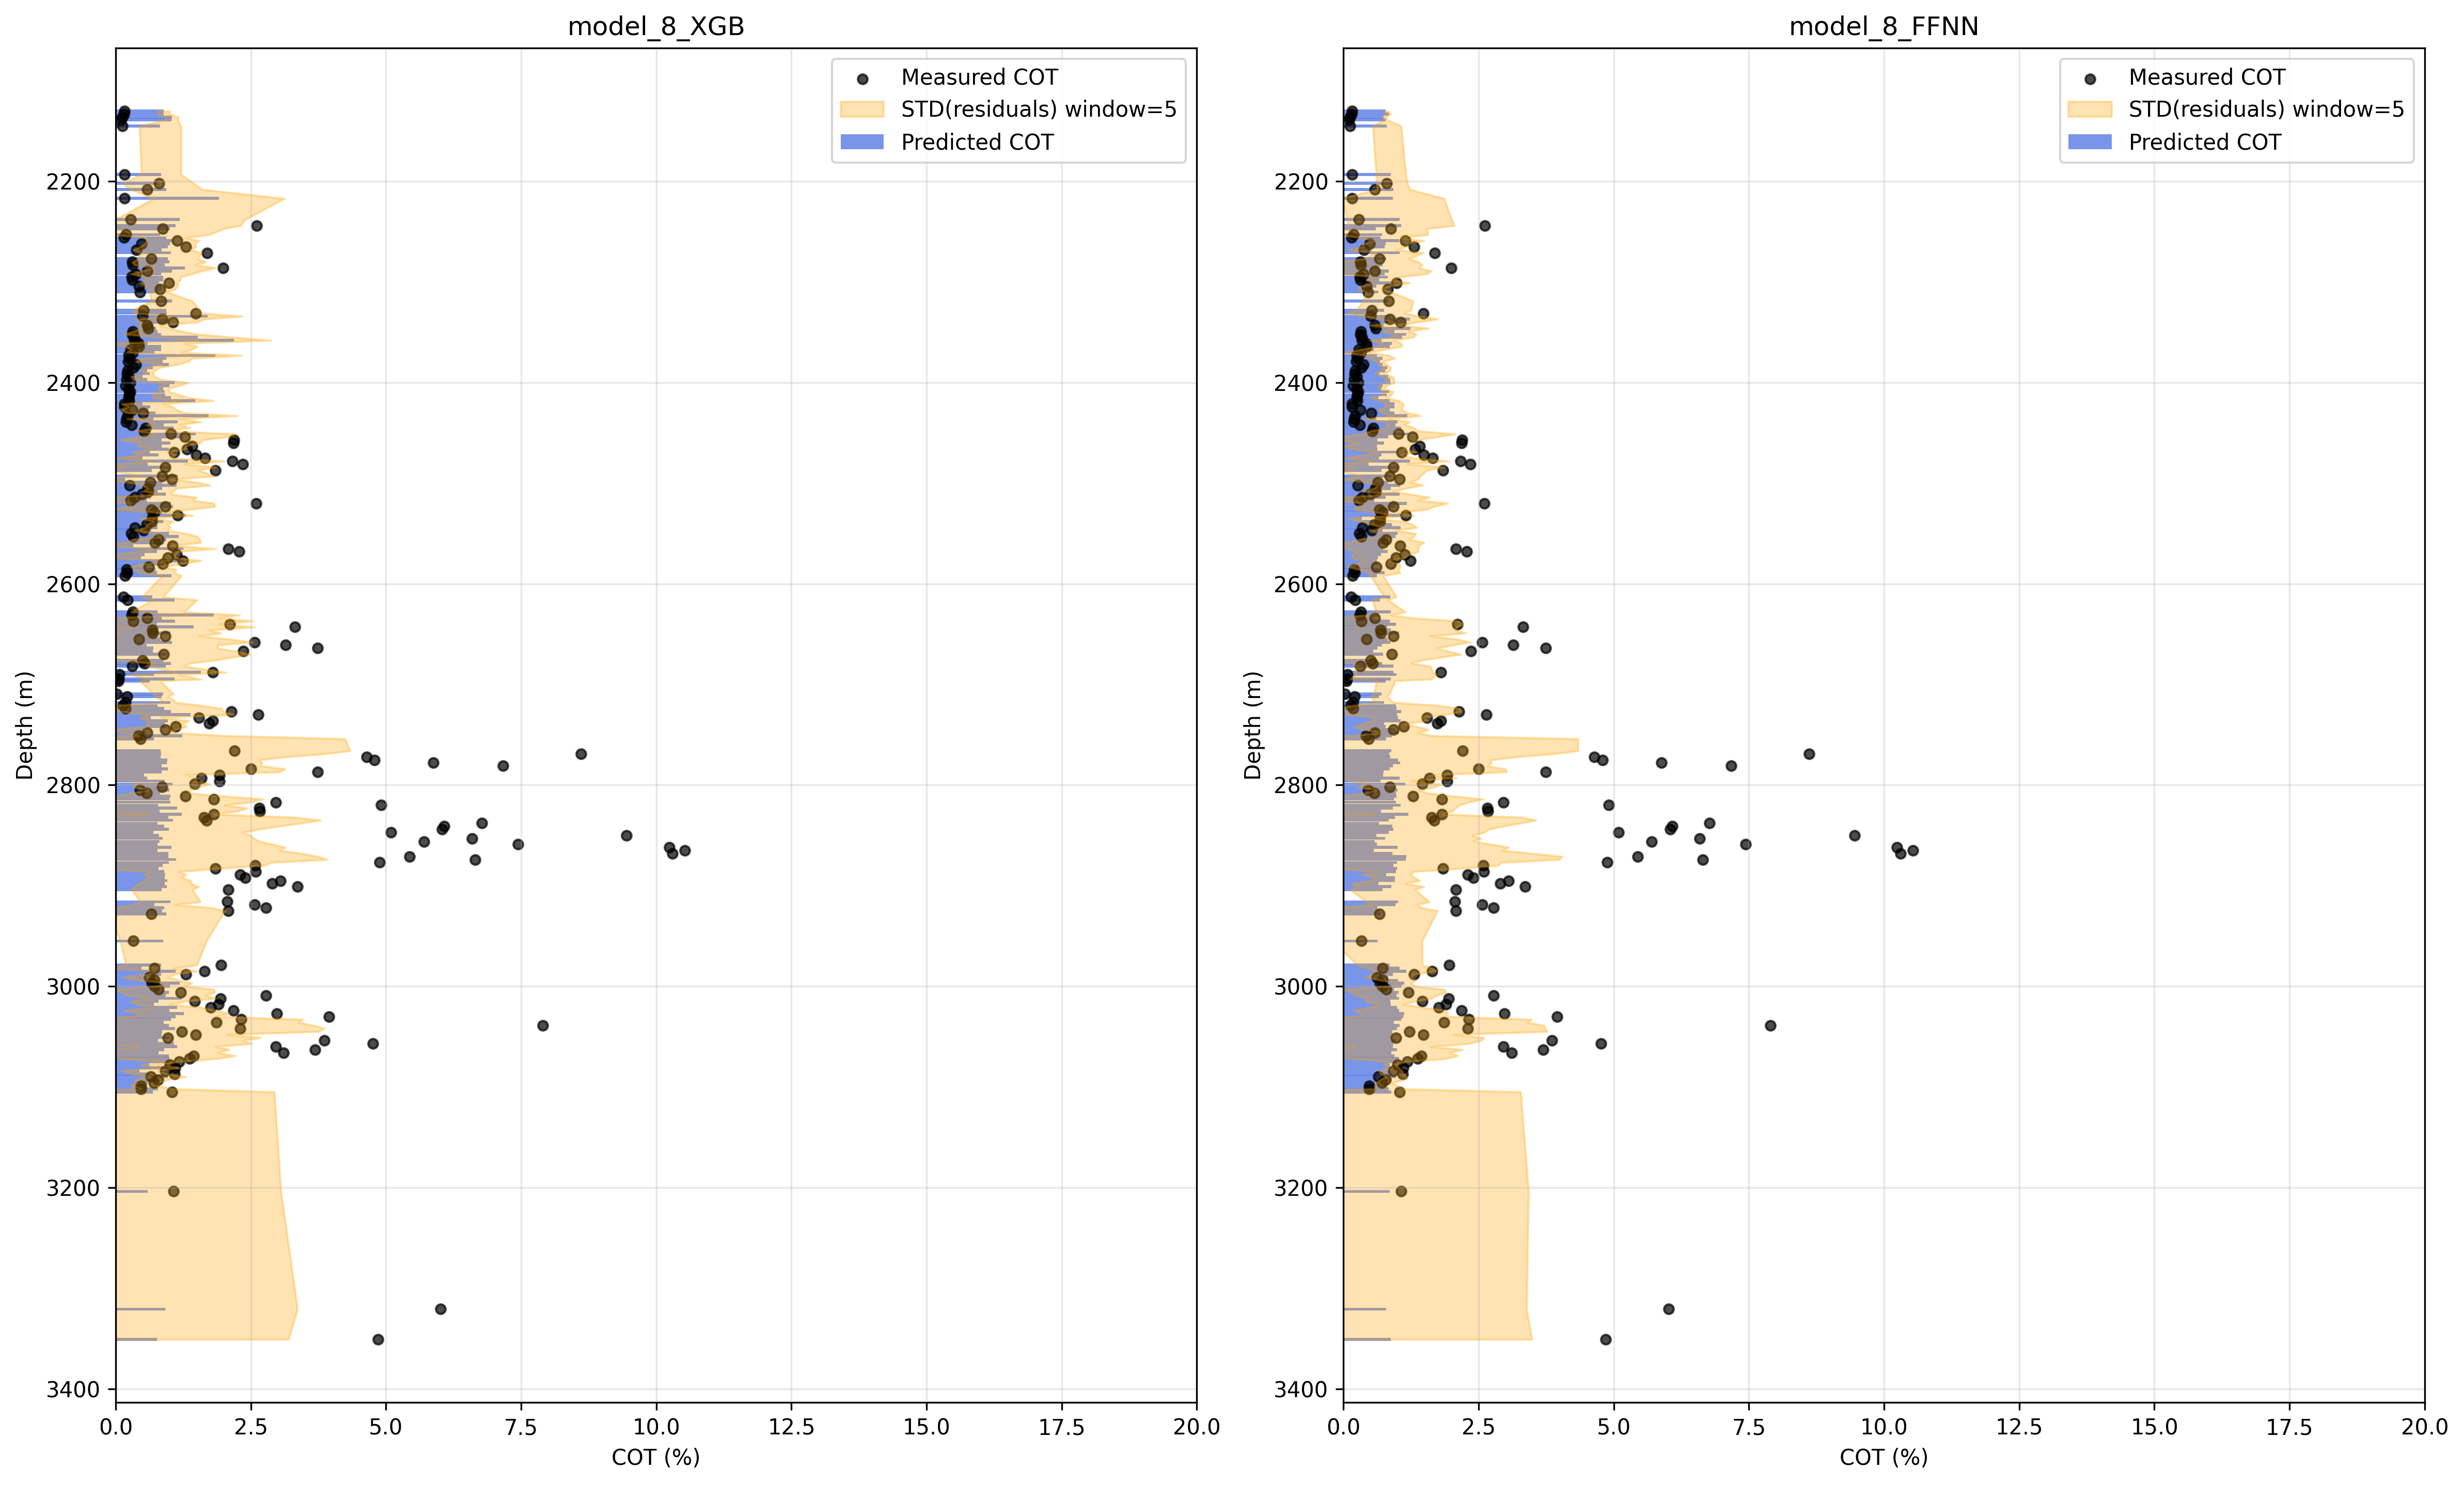 model_8_XGB
Measured COT
STD(residuals) window=5
Predicted COT
Depth (m)
2200
2400
2600
2800
3000
3200
3400
0.0 2.5 5.0 7.5 10.0 12.5 15.0 17.5 20.0
COT (%)
model_8_FFNN
Measured COT
STD(residuals) window=5
Predicted COT
Depth (m)
2200
2400
2600
2800
3000
3200
3400
0.0 2.5 5.0 7.5 10.0 12.5 15.0 17.5 20.0
COT (%)